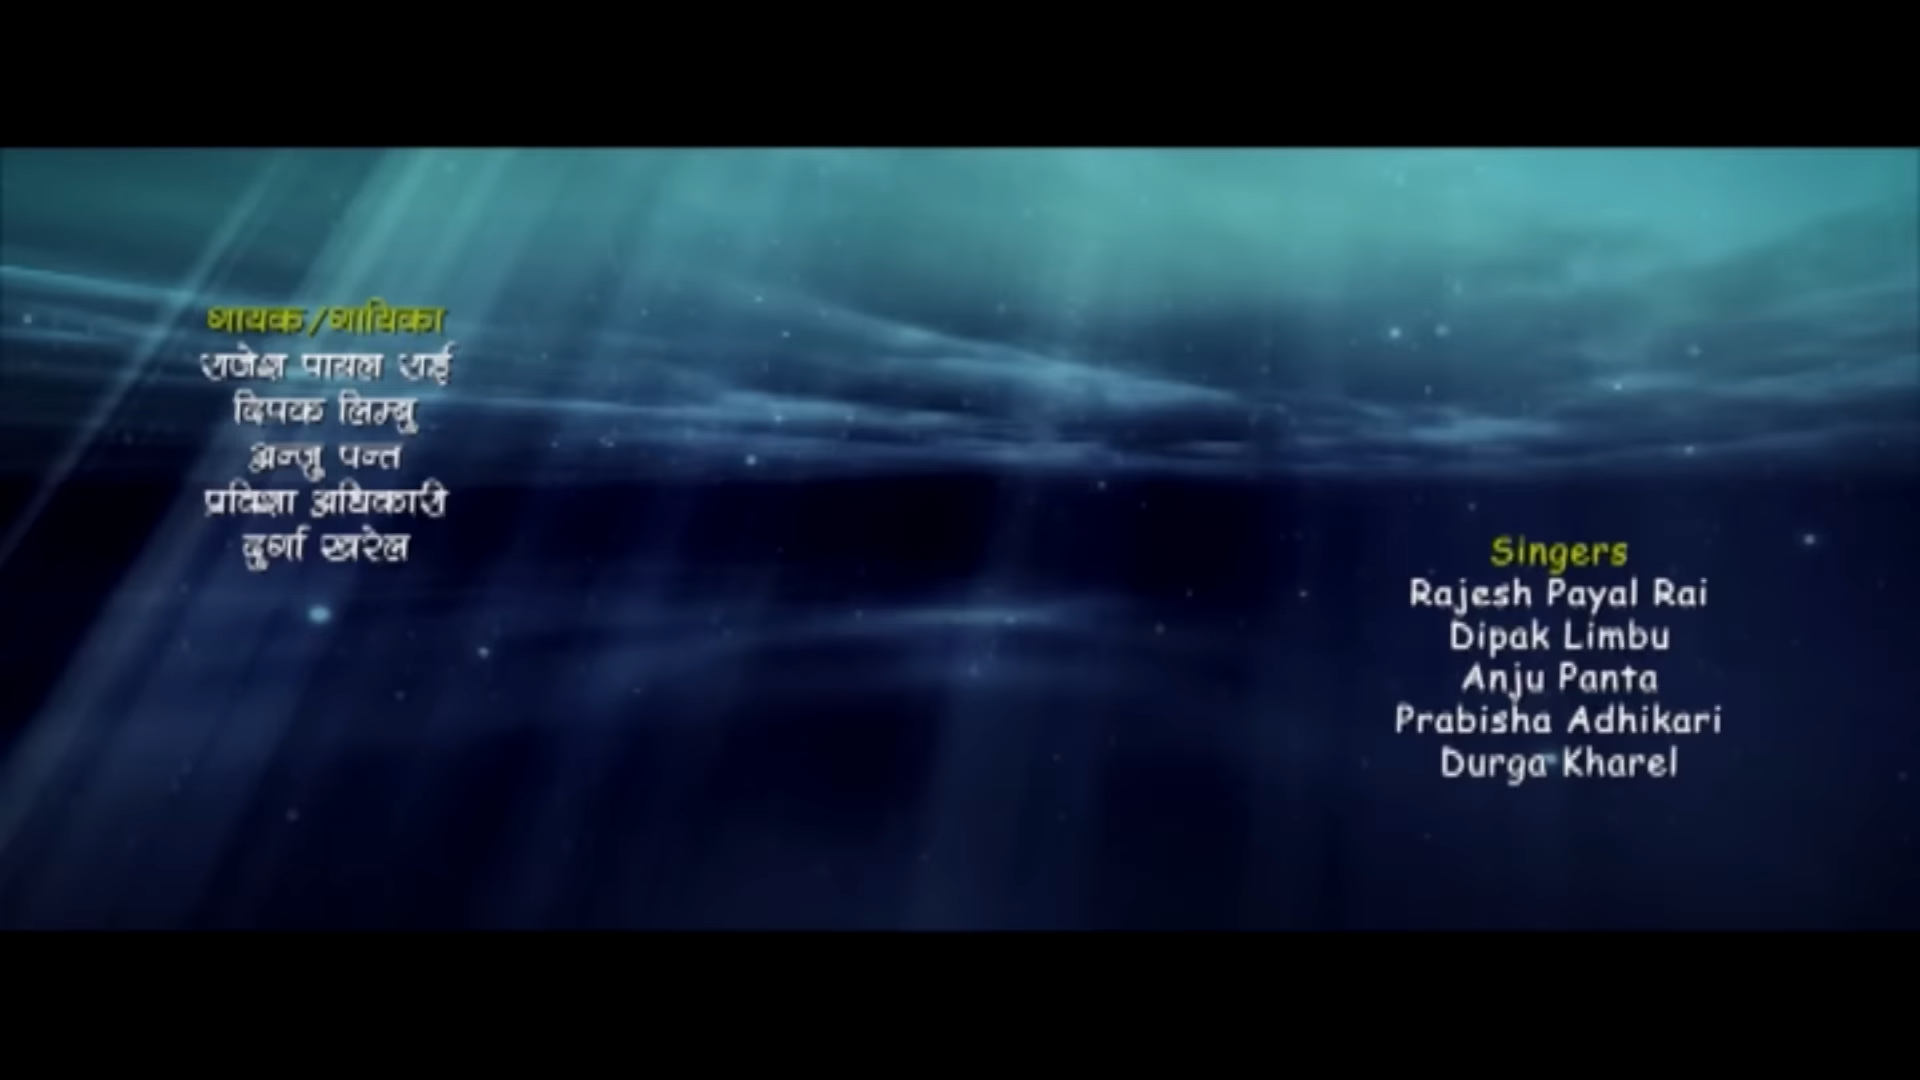 गायक/गायिका
राजेश पायल राई
दिपक लिम्बु
अन्जु पन्त
प्रविशा अधिकारी
दुर्गा खरेल
Singers
Rajesh Payal Rai
Dipak Limbu
Anju Panta
Prabisha Adhikari
Durga Kharel